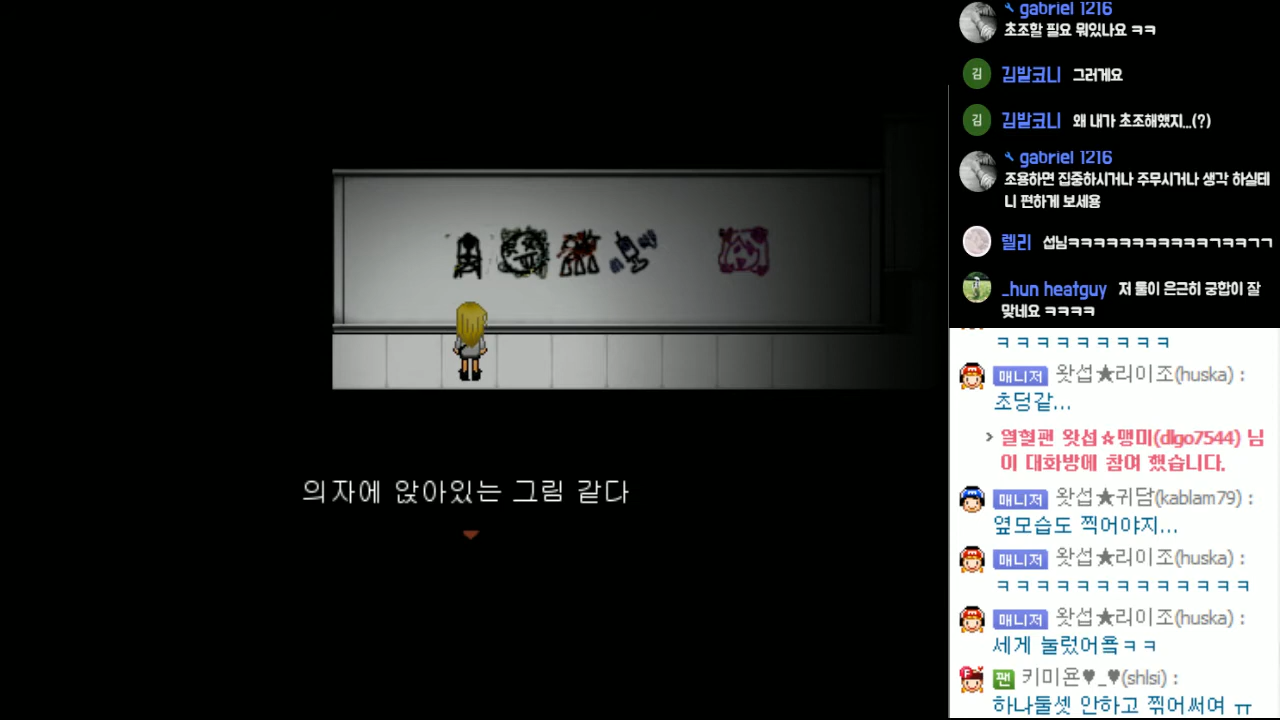 의자에 앉아있는 그림 같다
gabriel 1216
초조할 필요 뭐있나요 ㅋㅋ
김 김발코니 그러게요
김 김발코니 왜 내가 초조해했지...(?)
gabriel 1216
조용하면 집중하시거나 주무시거나 생각 하실테
니 편하게 보세용
렐리 섭님ㅋㅋㅋㅋㅋㅋㅋㅋㅋㅋㅋㄱㅋㅋㄱㄱ
_hun heatguy 저 둘이 은근히 궁합이 잘
맞네요 ㅋㅋㅋㅋ
ㅋㅋㅋㅋㅋㅋㅋㅋㅋ
매니저 왓섭★리이조(huska) :
초딩같...
> 열혈팬 왓섭☆맹미(dlgo7544) 님
이 대화방에 참여 했습니다.
매니저 왓섭★귀담(kablam79) :
옆모습도 찍어야지...
매니저 왓섭★리이조(huska) :
ㅋㅋㅋㅋㅋㅋㅋㅋㅋㅋㅋㅋㅋ
매니저 왓섭★리이조(huska) :
세게 눌렀어욬ㅋㅋ
F 팬 키미욘♥_♥(shlsi) :
하나둘셋 안하고 찎어써여 ㅠ